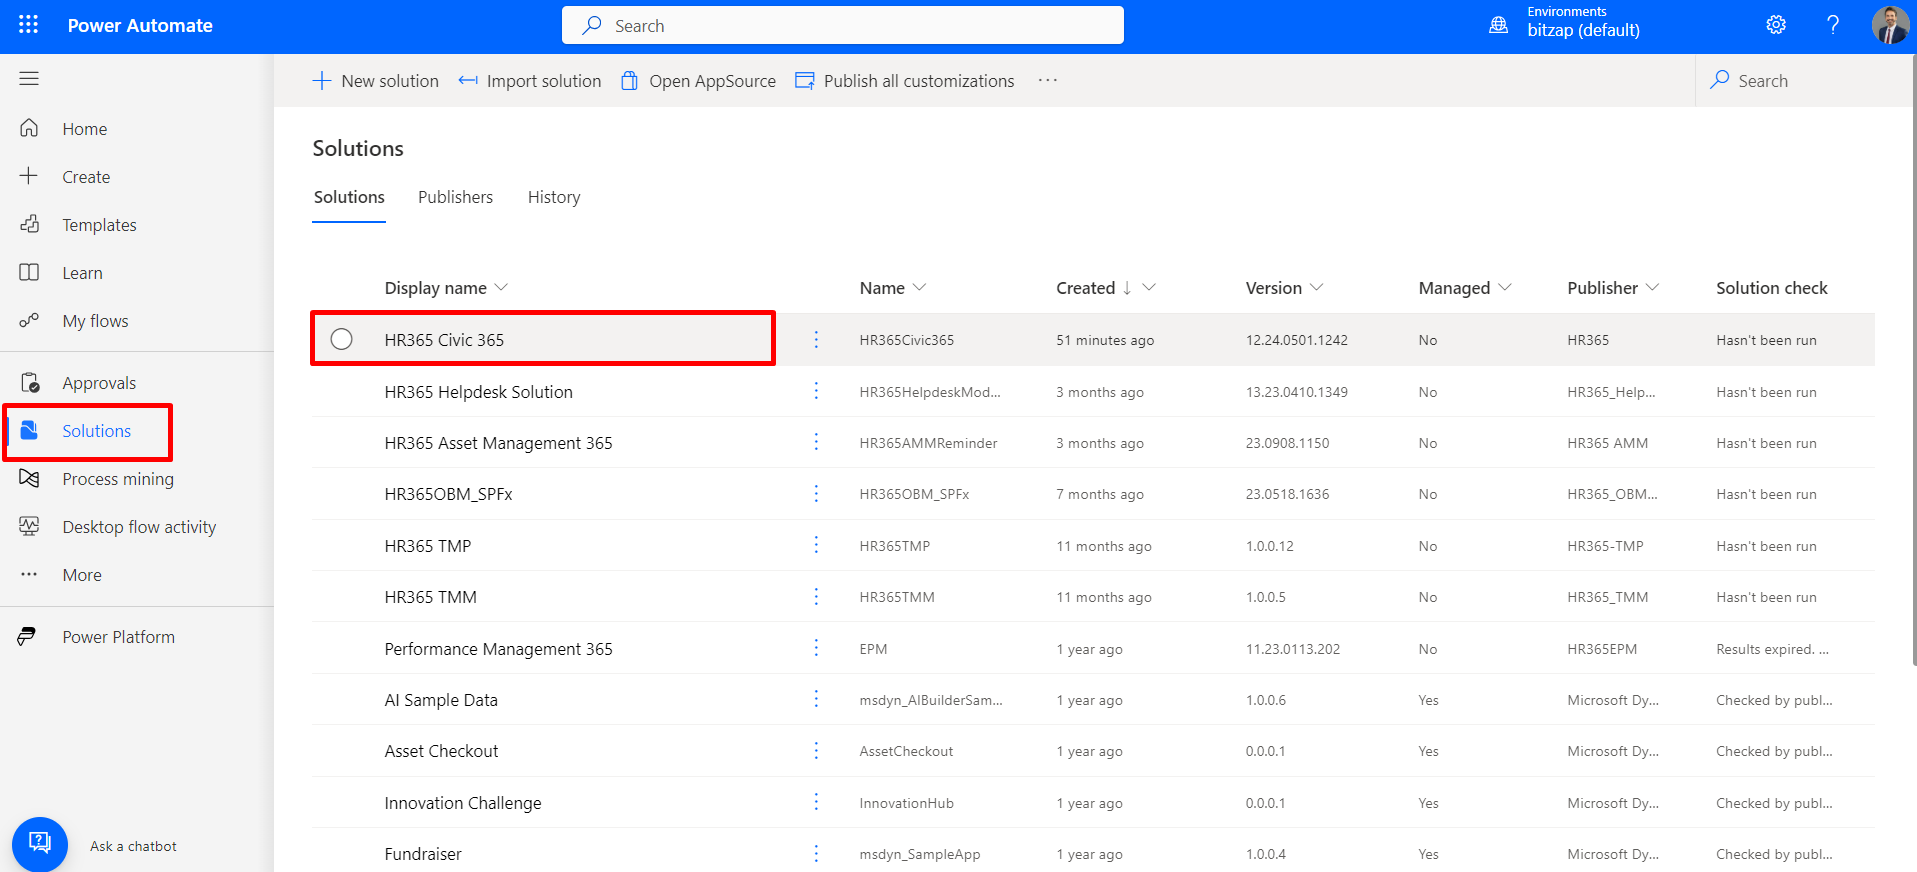 Power Automate
Search
Environments
bitzap (default)
?
New solution
Import solution
Open AppSource
Publish all customizations
···
Search
Home
Create
Templates
Learn
My flows
Approvals
Solutions
Process mining
Desktop flow activity
More
Power Platform
Ask a chatbot
Solutions
Solutions Publishers History
Display name Name Created ↓ Version Managed Publisher Solution check
HR365 Civic 365 HR365Civic365 51 minutes ago 12.24.0501.1242 No HR365 Hasn't been run
HR365 Helpdesk Solution HR365HelpdeskMod... 3 months ago 13.23.0410.1349 No HR365_Help... Hasn't been run
HR365 Asset Management 365 HR365AMMReminder 3 months ago 23.0908.1150 No HR365 AMM Hasn't been run
HR365OBM_SPFx HR365OBM_SPFx 7 months ago 23.0518.1636 No HR365_OBM... Hasn't been run
HR365 TMP HR365TMP 11 months ago 1.0.0.12 No HR365-TMP Hasn't been run
HR365 TMM HR365TMM 11 months ago 1.0.0.5 No HR365_TMM Hasn't been run
Performance Management 365 EPM 1 year ago 11.23.0113.202 No HR365EPM Results expired. ...
AI Sample Data msdyn_AIBuilderSam... 1 year ago 1.0.0.6 Yes Microsoft Dy... Checked by publ...
Asset Checkout AssetCheckout 1 year ago 0.0.0.1 Yes Microsoft Dy... Checked by publ...
Innovation Challenge InnovationHub 1 year ago 0.0.0.1 Yes Microsoft Dy... Checked by publ...
Fundraiser msdyn_SampleApp 1 year ago 1.0.0.4 Yes Microsoft Dy... Checked by publ...